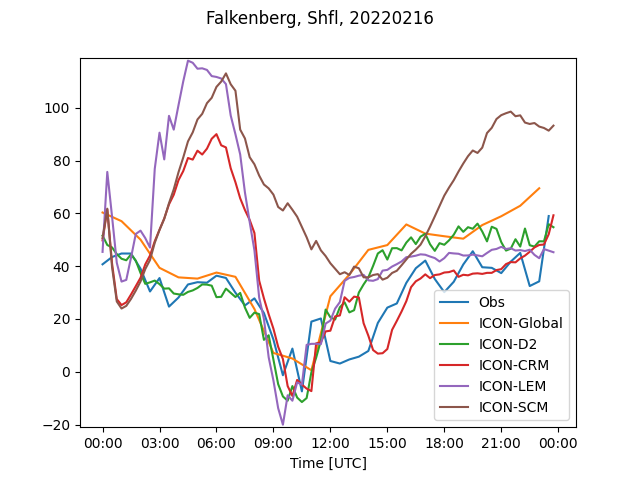 Falkenberg, Shfl, 20220216
100
80
60
40
20
0
−20
Obs
ICON-Global
ICON-D2
ICON-CRM
ICON-LEM
ICON-SCM
00:00 03:00 06:00 09:00 12:00 15:00 18:00 21:00 00:00
Time [UTC]